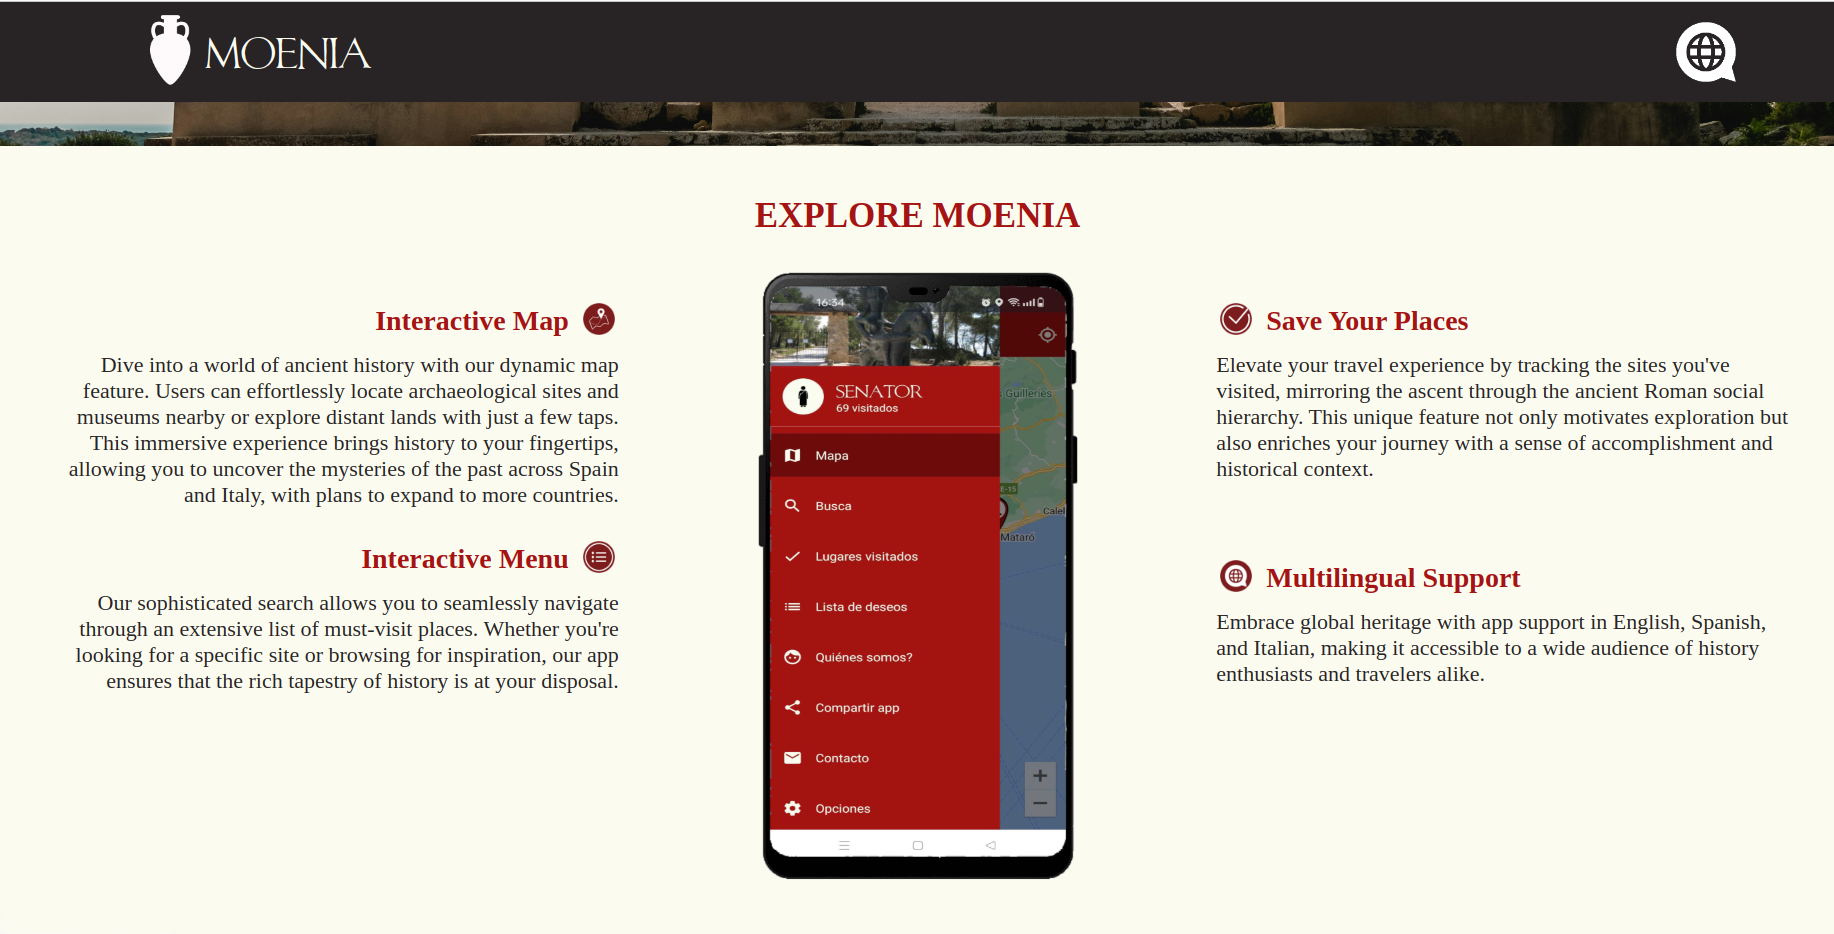 MOENIA
EXPLORE MOENIA
Interactive Map
Dive into a world of ancient history with our dynamic map
feature. Users can effortlessly locate archaeological sites and
museums nearby or explore distant lands with just a few taps.
This immersive experience brings history to your fingertips,
allowing you to uncover the mysteries of the past across Spain
and Italy, with plans to expand to more countries.
Interactive Menu
Our sophisticated search allows you to seamlessly navigate
through an extensive list of must-visit places. Whether you're
looking for a specific site or browsing for inspiration, our app
ensures that the rich tapestry of history is at your disposal.
16:34
SENATOR
69 visitados
Mapa
Busca
Lugares visitados
Lista de deseos
Quiénes somos?
Compartir app
Contacto
Opciones
s Guilleries
E-15
Calel
Mataró
+
−
Save Your Places
Elevate your travel experience by tracking the sites you've
visited, mirroring the ascent through the ancient Roman social
hierarchy. This unique feature not only motivates exploration but
also enriches your journey with a sense of accomplishment and
historical context.
Multilingual Support
Embrace global heritage with app support in English, Spanish,
and Italian, making it accessible to a wide audience of history
enthusiasts and travelers alike.